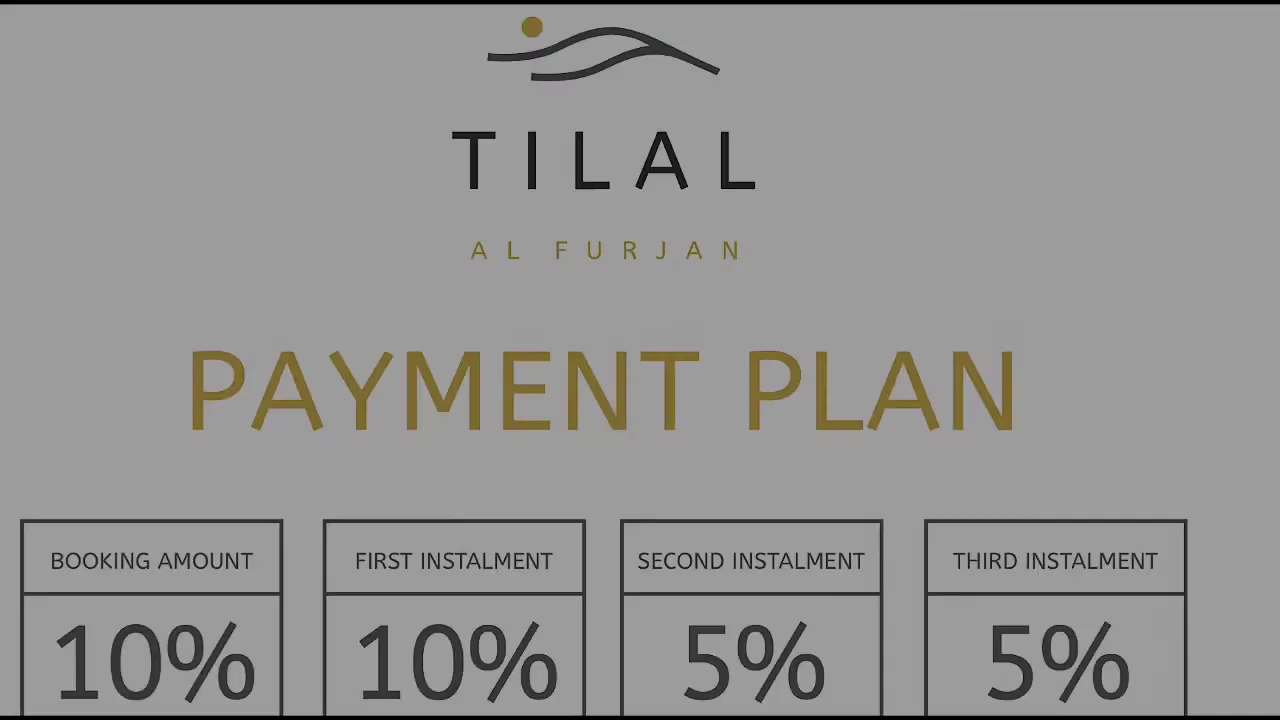 TILAL
AL FURJAN
PAYMENT PLAN
BOOKING AMOUNT
10%
FIRST INSTALMENT
10%
SECOND INSTALMENT
5%
THIRD INSTALMENT
5%